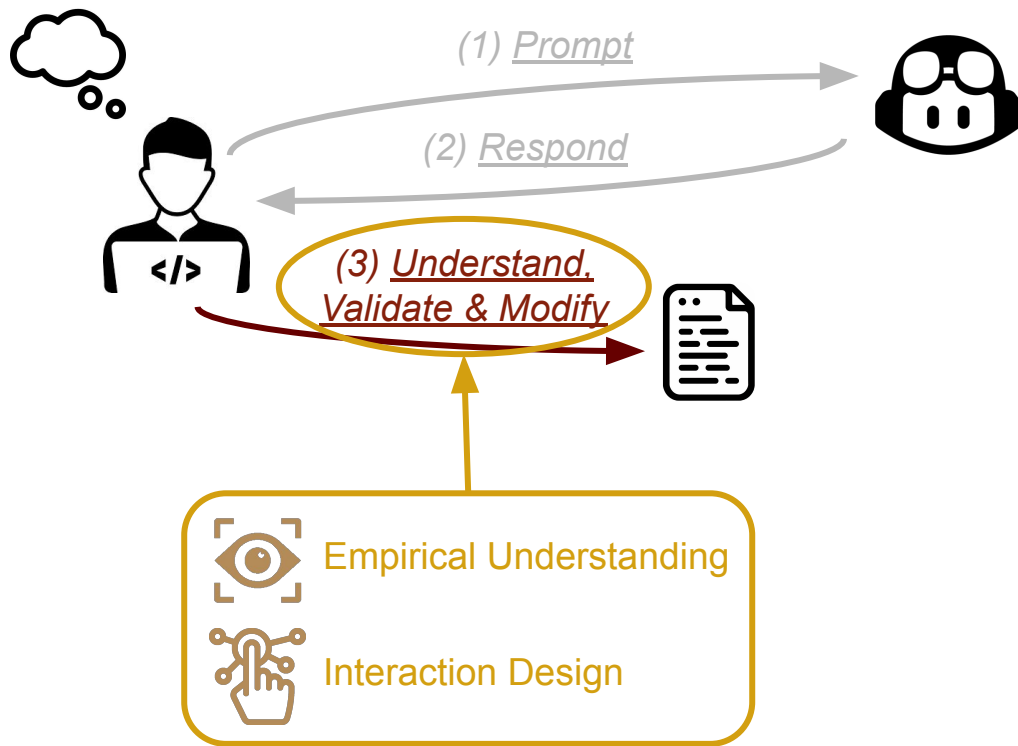 (1) Prompt
(2) Respond
(3) Understand,
Validate & Modify
</>
Empirical Understanding
Interaction Design